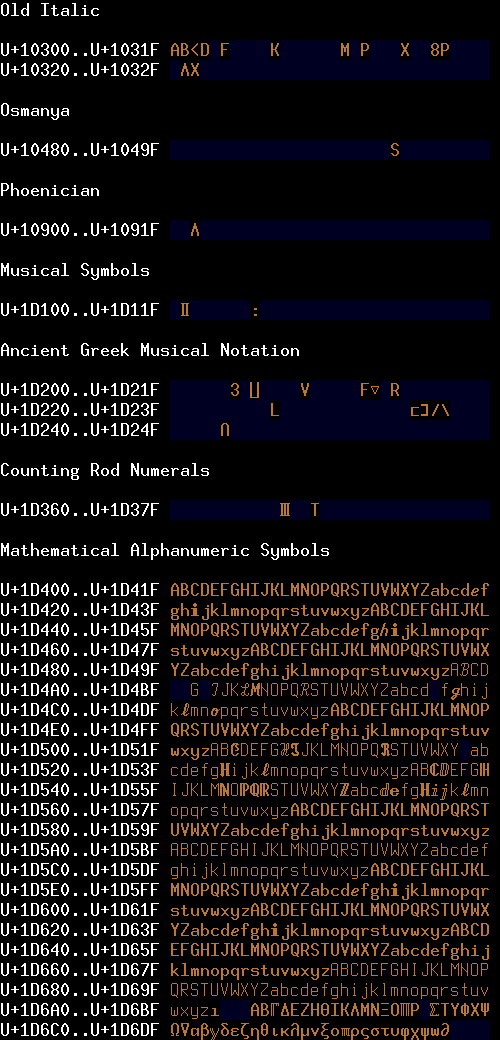 Old Italic
U+10300..U+1031F AB<D F    K      M P   X  8P
U+10320..U+1032F  ΛX
Osmanya
U+10480..U+1049F                       S
Phoenician
U+10900..U+1091F   Λ
Musical Symbols
U+1D100..U+1D11F  II      :
Ancient Greek Musical Notation
U+1D200..U+1D21F       3 ∐    V     F▿ R
U+1D220..U+1D23F           L             ⊏コ/\
U+1D240..U+1D24F      ∩
Counting Rod Numerals
U+1D360..U+1D37F            Ⅲ  T
Mathematical Alphanumeric Symbols
U+1D400..U+1D41F ABCDEFGHIJKLMNOPQRSTUVWXYZabcdef
U+1D420..U+1D43F ghijklmnopqrstuvwxyzABCDEFGHIJKL
U+1D440..U+1D45F MNOPQRSTUVWXYZabcdefghijklmnopqr
U+1D460..U+1D47F stuvwxyzABCDEFGHIJKLMNOPQRSTUVWX
U+1D480..U+1D49F YZabcdefghijklmnopqrstuvwxyzAℬCD
U+1D4A0..U+1D4BF   G ℐJKℒℳNOPQℛSTUVWXYZabcd fℊhij
U+1D4C0..U+1D4DF kℓmnℴpqrstuvwxyzABCDEFGHIJKLMNOP
U+1D4E0..U+1D4FF QRSTUVWXYZabcdefghijklmnopqrstuv
U+1D500..U+1D51F wxyzABℭDEFGℌℑJKLMNOPQℜSTUVWXY ab
U+1D520..U+1D53F cdefgHijkℓmnopqrstuvwxyzABℂDEFGℍ
U+1D540..U+1D55F IJKLMℕOℙℚℝSTUVWXYℤabcⅆⅇfgHⅈⅉkℓmn
U+1D560..U+1D57F opqrstuvwxyzABCDEFGHIJKLMNOPQRST
U+1D580..U+1D59F UVWXYZabcdefghijklmnopqrstuvwxyz
U+1D5A0..U+1D5BF ABCDEFGHIJKLMNOPQRSTUVWXYZabcdef
U+1D5C0..U+1D5DF ghijklmnopqrstuvwxyzABCDEFGHIJKL
U+1D5E0..U+1D5FF MNOPQRSTUVWXYZabcdefghijklmnopqr
U+1D600..U+1D61F stuvwxyzABCDEFGHIJKLMNOPQRSTUVWX
U+1D620..U+1D63F YZabcdefghijklmnopqrstuvwxyzABCD
U+1D640..U+1D65F EFGHIJKLMNOPQRSTUVWXYZabcdefghij
U+1D660..U+1D67F klmnopqrstuvwxyzABCDEFGHIJKLMNOP
U+1D680..U+1D69F QRSTUVWXYZabcdefghijklmnopqrstuv
U+1D6A0..U+1D6BF wxyzı   ΑΒΓΔΕΖΗΘΙΚΛΜΝΞΟΠΡ ΣΤΥΦΧΨ
U+1D6C0..U+1D6DF Ω∇αβγδεζηθικλμνξοπρςστυφχψω∂